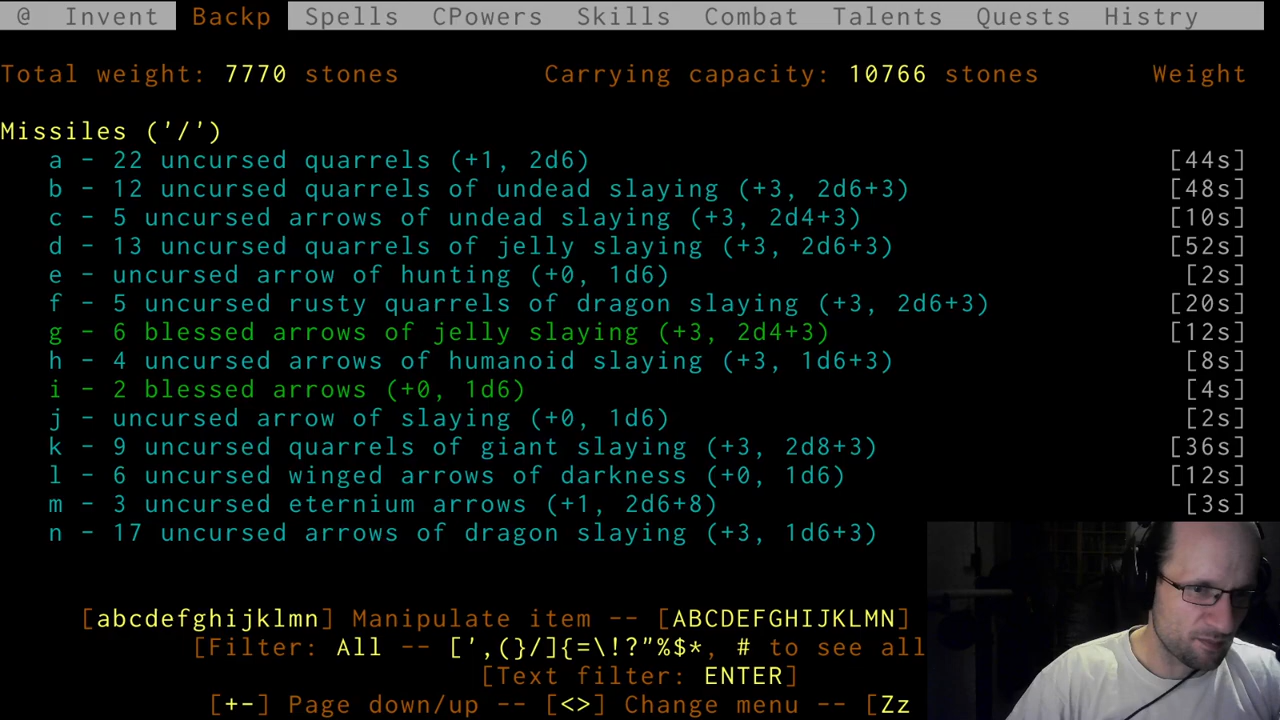 @ Invent Backp Spells CPowers Skills Combat Talents Quests Histry
Total weight: 7770 stones Carrying capacity: 10766 stones Weight
Missiles ('/')
a - 22 uncursed quarrels (+1, 2d6) [44s]
b - 12 uncursed quarrels of undead slaying (+3, 2d6+3) [48s]
c - 5 uncursed arrows of undead slaying (+3, 2d4+3) [10s]
d - 13 uncursed quarrels of jelly slaying (+3, 2d6+3) [52s]
e - uncursed arrow of hunting (+0, 1d6) [2s]
f - 5 uncursed rusty quarrels of dragon slaying (+3, 2d6+3) [20s]
g - 6 blessed arrows of jelly slaying (+3, 2d4+3) [12s]
h - 4 uncursed arrows of humanoid slaying (+3, 1d6+3) [8s]
i - 2 blessed arrows (+0, 1d6) [4s]
j - uncursed arrow of slaying (+0, 1d6) [2s]
k - 9 uncursed quarrels of giant slaying (+3, 2d8+3) [36s]
l - 6 uncursed winged arrows of darkness (+0, 1d6) [12s]
m - 3 uncursed eternium arrows (+1, 2d6+8) [3s]
n - 17 uncursed arrows of dragon slaying (+3, 1d6+3)
[abcdefghijklmn] Manipulate item -- [ABCDEFGHIJKLMN]
[Filter: All -- [',(}/]{=\!?"%$*, # to see all
[Text filter: ENTER]
[+-] Page down/up -- [<>] Change menu -- [Zz